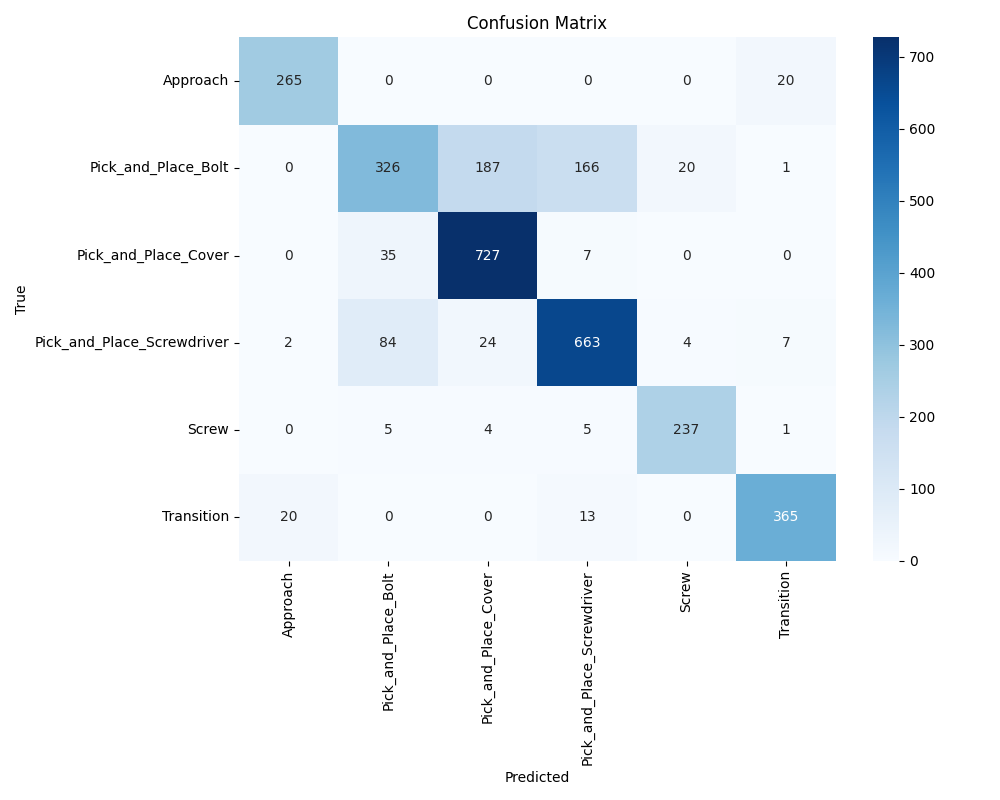 Confusion Matrix
Approach 265 0 0 0 0 20
Pick_and_Place_Bolt 0 326 187 166 20 1
Pick_and_Place_Cover 0 35 727 7 0 0
Pick_and_Place_Screwdriver 2 84 24 663 4 7
Screw 0 5 4 5 237 1
Transition 20 0 0 13 0 365
True
Approach
Pick_and_Place_Bolt
Pick_and_Place_Cover
Pick_and_Place_Screwdriver
Screw
Transition
Predicted
700
600
500
400
300
200
100
0